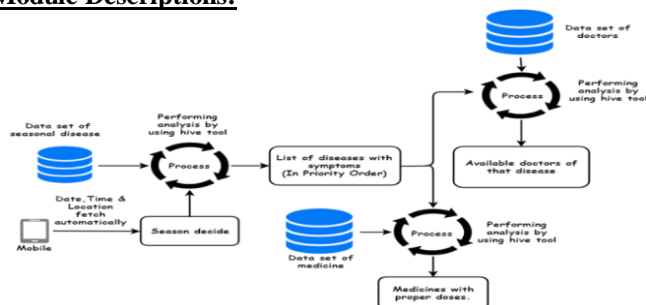 Module Descriptions:
Data set of
doctors
Performing
analysis by
using hive tool
Process
Available doctors of
that disease
Data set of
seasonal disease
Performing
analysis by
using hive tool
Process
List of diseases with
symptoms
(In Priority Order)
Date, Time &
Location
fetch
automatically
Mobile
Season decide
Data set of
medicine
Process
Performing
analysis by
using hive tool
Medicines with
proper doses.